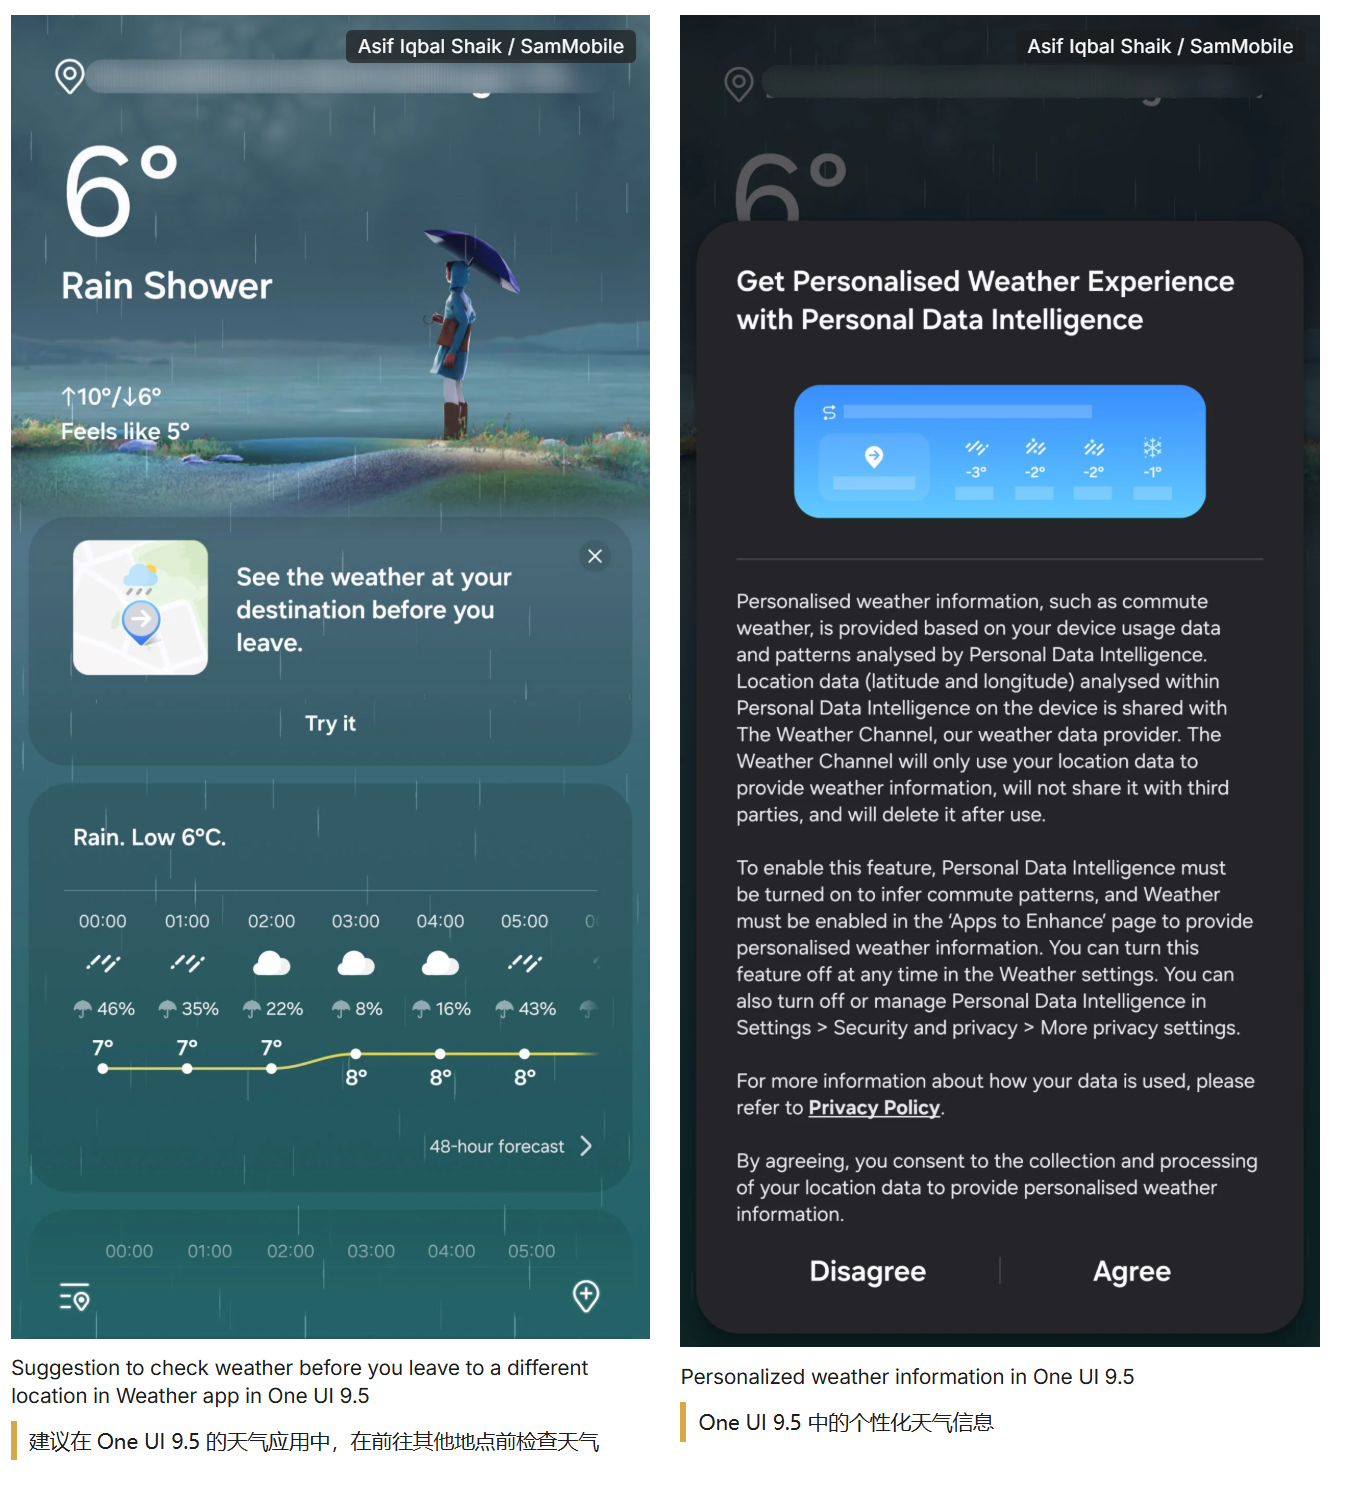 Asif Iqbal Shaik / SamMobile
6°
Rain Shower
↑10°/↓6°
Feels like 5°
See the weather at your
destination before you
leave.
Try it
Rain. Low 6°C.
00:00 01:00 02:00 03:00 04:00 05:00
46% 35% 22% 8% 16% 43%
7° 7° 7°
8° 8° 8°
48-hour forecast
00:00 01:00 02:00 03:00 04:00 05:00
Suggestion to check weather before you leave to a different
location in Weather app in One UI 9.5
建议在 One UI 9.5 的天气应用中，在前往其他地点前检查天气
Asif Iqbal Shaik / SamMobile
6°
Get Personalised Weather Experience
with Personal Data Intelligence
-3° -2° -2° -1°
Personalised weather information, such as commute
weather, is provided based on your device usage data
and patterns analysed by Personal Data Intelligence.
Location data (latitude and longitude) analysed within
Personal Data Intelligence on the device is shared with
The Weather Channel, our weather data provider. The
Weather Channel will only use your location data to
provide weather information, will not share it with third
parties, and will delete it after use.
To enable this feature, Personal Data Intelligence must
be turned on to infer commute patterns, and Weather
must be enabled in the ‘Apps to Enhance’ page to provide
personalised weather information. You can turn this
feature off at any time in the Weather settings. You can
also turn off or manage Personal Data Intelligence in
Settings > Security and privacy > More privacy settings.
For more information about how your data is used, please
refer to Privacy Policy.
By agreeing, you consent to the collection and processing
of your location data to provide personalised weather
information.
Disagree Agree
Personalized weather information in One UI 9.5
One UI 9.5 中的个性化天气信息